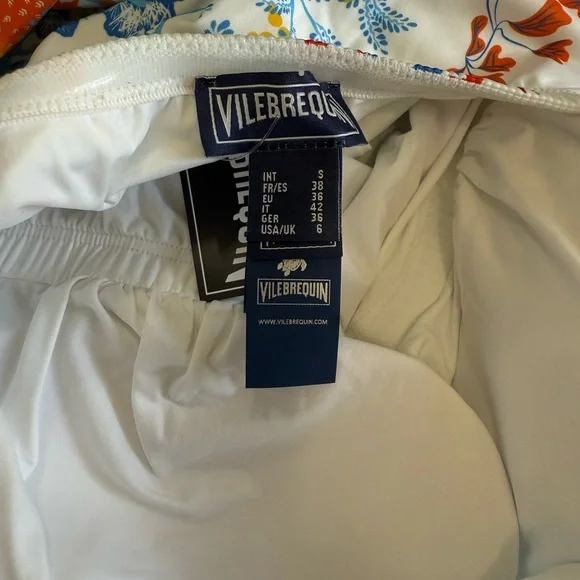 VILEBREQUIN
INT S
FR/ES 38
EU 36
IT 42
GER 36
USA/UK 6
VILEBREQUIN
WWW.VILEBREQUIN.COM